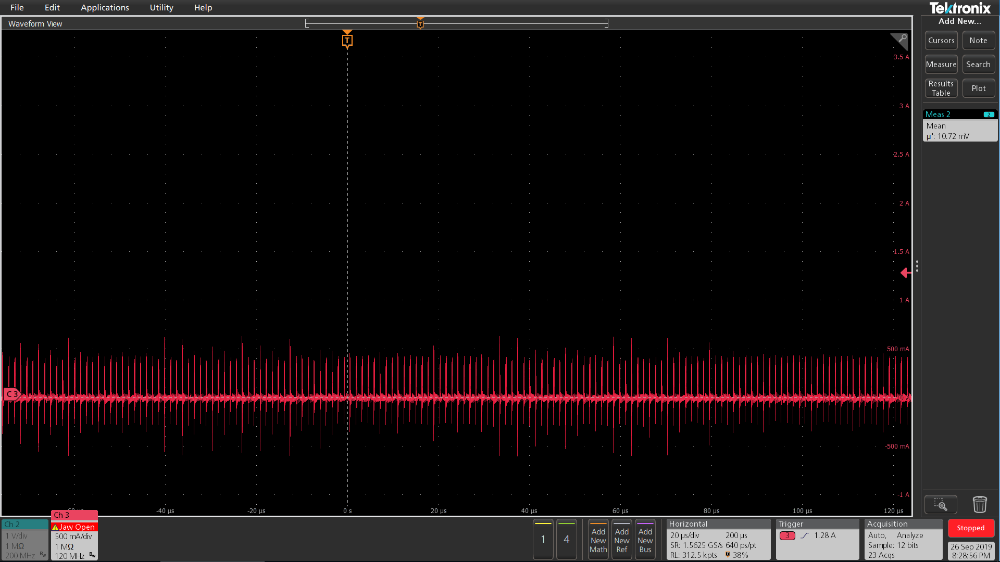 File Edit Applications Utility Help
Tektronix
Waveform View
T
Add New...
T
Cursors Note
Measure Search
Results Table Plot
Meas 2 2
Mean
µ': 10.72 mV
3.5 A
3 A
2.5 A
2 A
1.5 A
1 A
500 mA
C 3
0 A
-500 mA
-1 A
-40 µs -20 µs 0 s 20 µs 40 µs 60 µs 80 µs 100 µs 120 µs
Ch 2
1 V/div
1 MΩ
200 MHz Bw
Ch 3
Jaw Open
500 mA/div
1 MΩ
120 MHz Bw
1
4
Add New Math
Add New Ref
Add New Bus
Horizontal
20 µs/div 200 µs
SR: 1.5625 GS/s 640 ps/pt
RL: 312.5 kpts T 38%
Trigger
3 1.28 A
Acquisition
Auto, Analyze
Sample: 12 bits
23 Acqs
Stopped
26 Sep 2019
8:28:56 PM